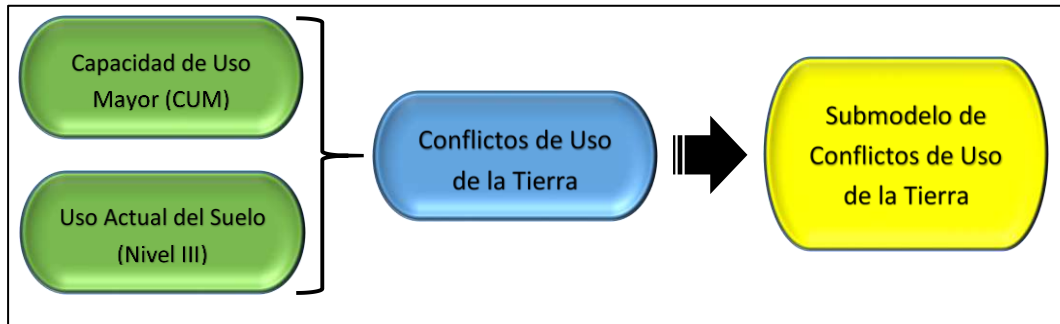 Capacidad de Uso
Mayor (CUM)
Uso Actual del Suelo
(Nivel III)
Conflictos de Uso
de la Tierra
Submodelo de
Conflictos de Uso
de la Tierra